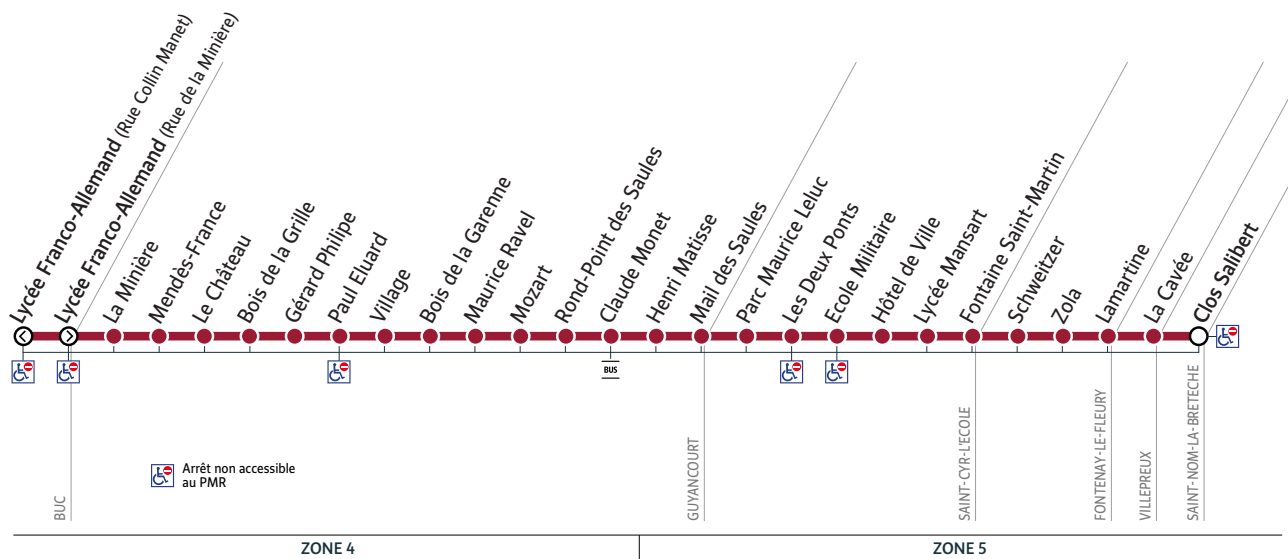 Lycée Franco-Allemand (Rue Collin Manet)
Lycée Franco-Allemand (Rue de la Minière)
La Minière
Mendès-France
Le Château
Bois de la Grille
Gérard Philipe
Paul Eluard
Village
Bois de la Garenne
Maurice Ravel
Mozart
Rond-Point des Saules
Claude Monet
Henri Matisse
Mail des Saules
Parc Maurice Leluc
Les Deux Ponts
Ecole Militaire
Hôtel de Ville
Lycée Mansart
Fontaine Saint-Martin
Schweitzer
Zola
Lamartine
La Cavée
Clos Salibert
BUS
BUC
GUYANCOURT
SAINT-CYR-L'ECOLE
FONTENAY-LE-FLEURY
VILLEPREUX
SAINT-NOM-LA-BRETECHE
Arrêt non accessible
au PMR
ZONE 4
ZONE 5